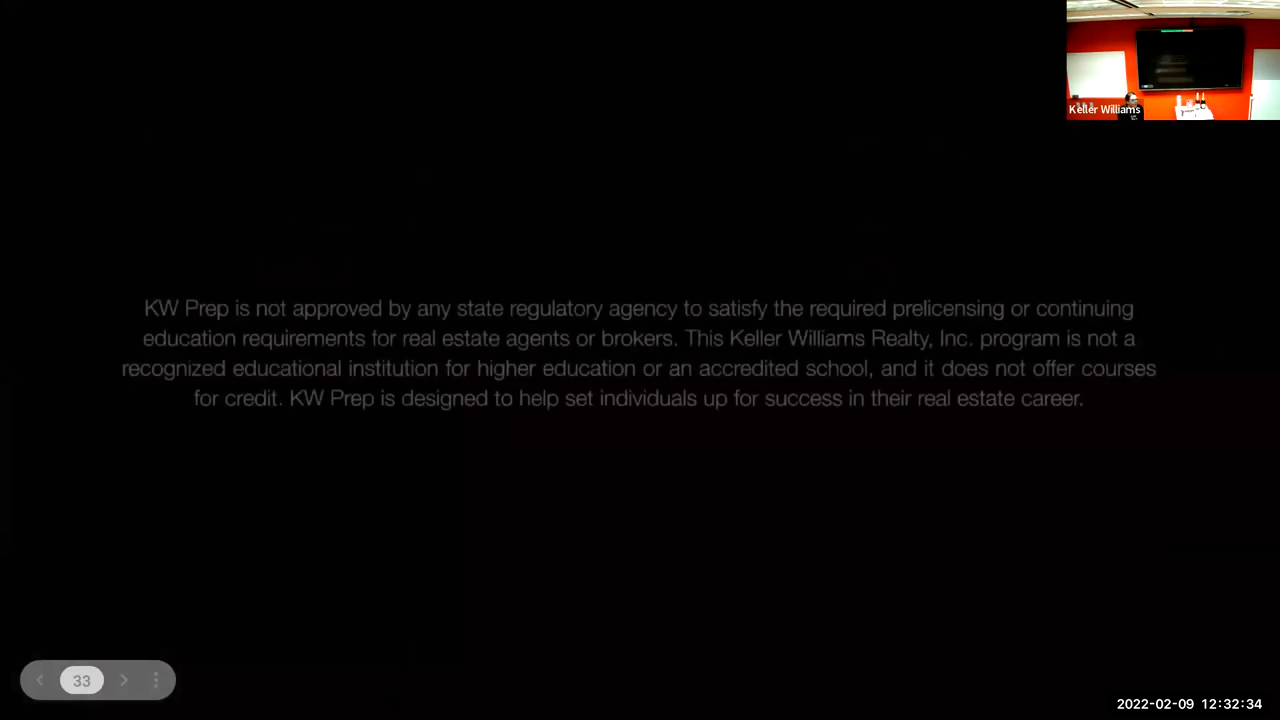 Keller Williams
KW Prep is not approved by any state regulatory agency to satisfy the required prelicensing or continuing
education requirements for real estate agents or brokers. This Keller Williams Realty, Inc. program is not a
recognized educational institution for higher education or an accredited school, and it does not offer courses
for credit. KW Prep is designed to help set individuals up for success in their real estate career.
33
2022-02-09 12:32:34